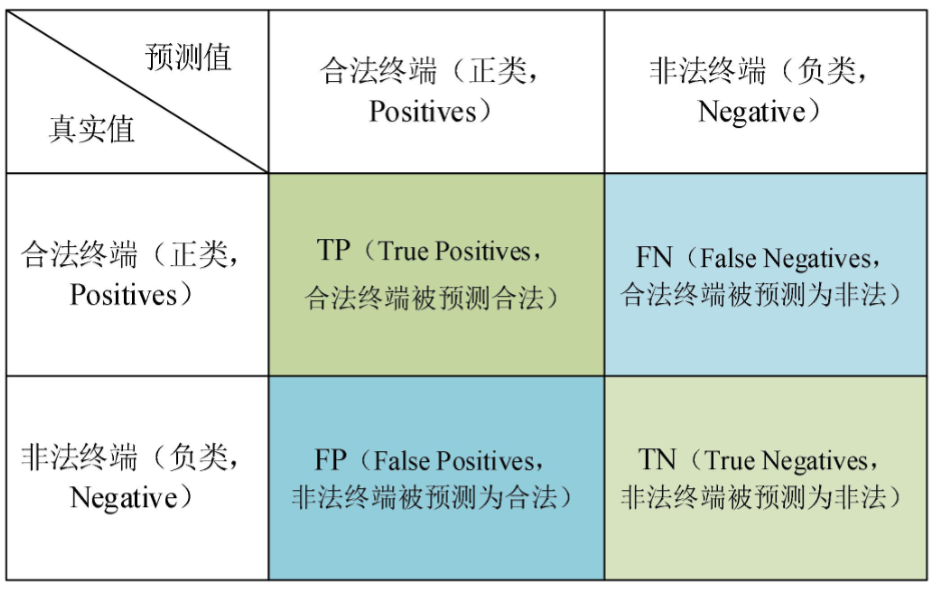 预测值
真实值
合法终端（正类，
Positives）
非法终端（负类，
Negative）
合法终端（正类，
Positives）
TP（True Positives，
合法终端被预测合法）
FN（False Negatives，
合法终端被预测为非法）
非法终端（负类，
Negative）
FP（False Positives，
非法终端被预测为合法）
TN（True Negatives，
非法终端被预测为非法）